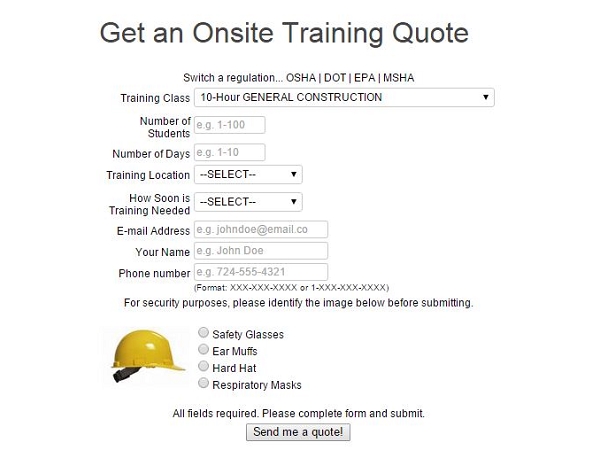 Get an Onsite Training Quote
Switch a regulation... OSHA | DOT | EPA | MSHA
Training Class 10-Hour GENERAL CONSTRUCTION
Number of
Students e.g. 1-100
Number of Days e.g. 1-10
Training Location --SELECT--
How Soon is
Training Needed --SELECT--
E-mail Address e.g. johndoe@email.co
Your Name e.g. John Doe
Phone number e.g. 724-555-4321
(Format: XXX-XXX-XXXX or 1-XXX-XXX-XXXX)
For security purposes, please identify the image below before submitting.
Safety Glasses
Ear Muffs
Hard Hat
Respiratory Masks
All fields required. Please complete form and submit.
Send me a quote!